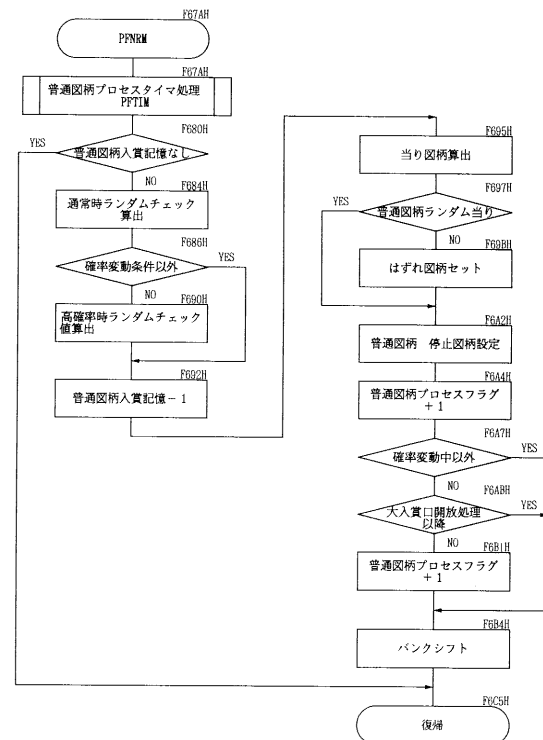 F67AH
PFNRM
F67AH
普通図柄プロセスタイマ処理
PFTIM
F680H
YES
普通図柄入賞記憶なし
NO
F684H
通常時ランダムチェック
算出
F686H
YES
確率変動条件以外
NO
F690H
高確率時ランダムチェック
値算出
F692H
普通図柄入賞記憶－1
F695H
当り図柄算出
F697H
YES
普通図柄ランダム当り
NO
F69BH
はずれ図柄セット
F6A2H
普通図柄 停止図柄設定
F6A4H
普通図柄プロセスフラグ
＋1
F6A7H
YES
確率変動中以外
NO
F6ABH
YES
大入賞口開放処理
以降
NO
F6B1H
普通図柄プロセスフラグ
＋1
F6B4H
バンクシフト
F6C5H
復帰